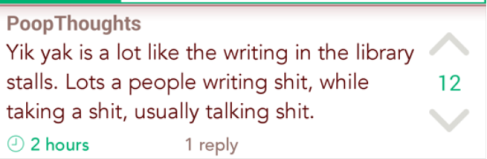 PoopThoughts
Yik yak is a lot like the writing in the library
stalls. Lots a people writing shit, while
taking a shit, usually talking shit.
12
2 hours 1 reply